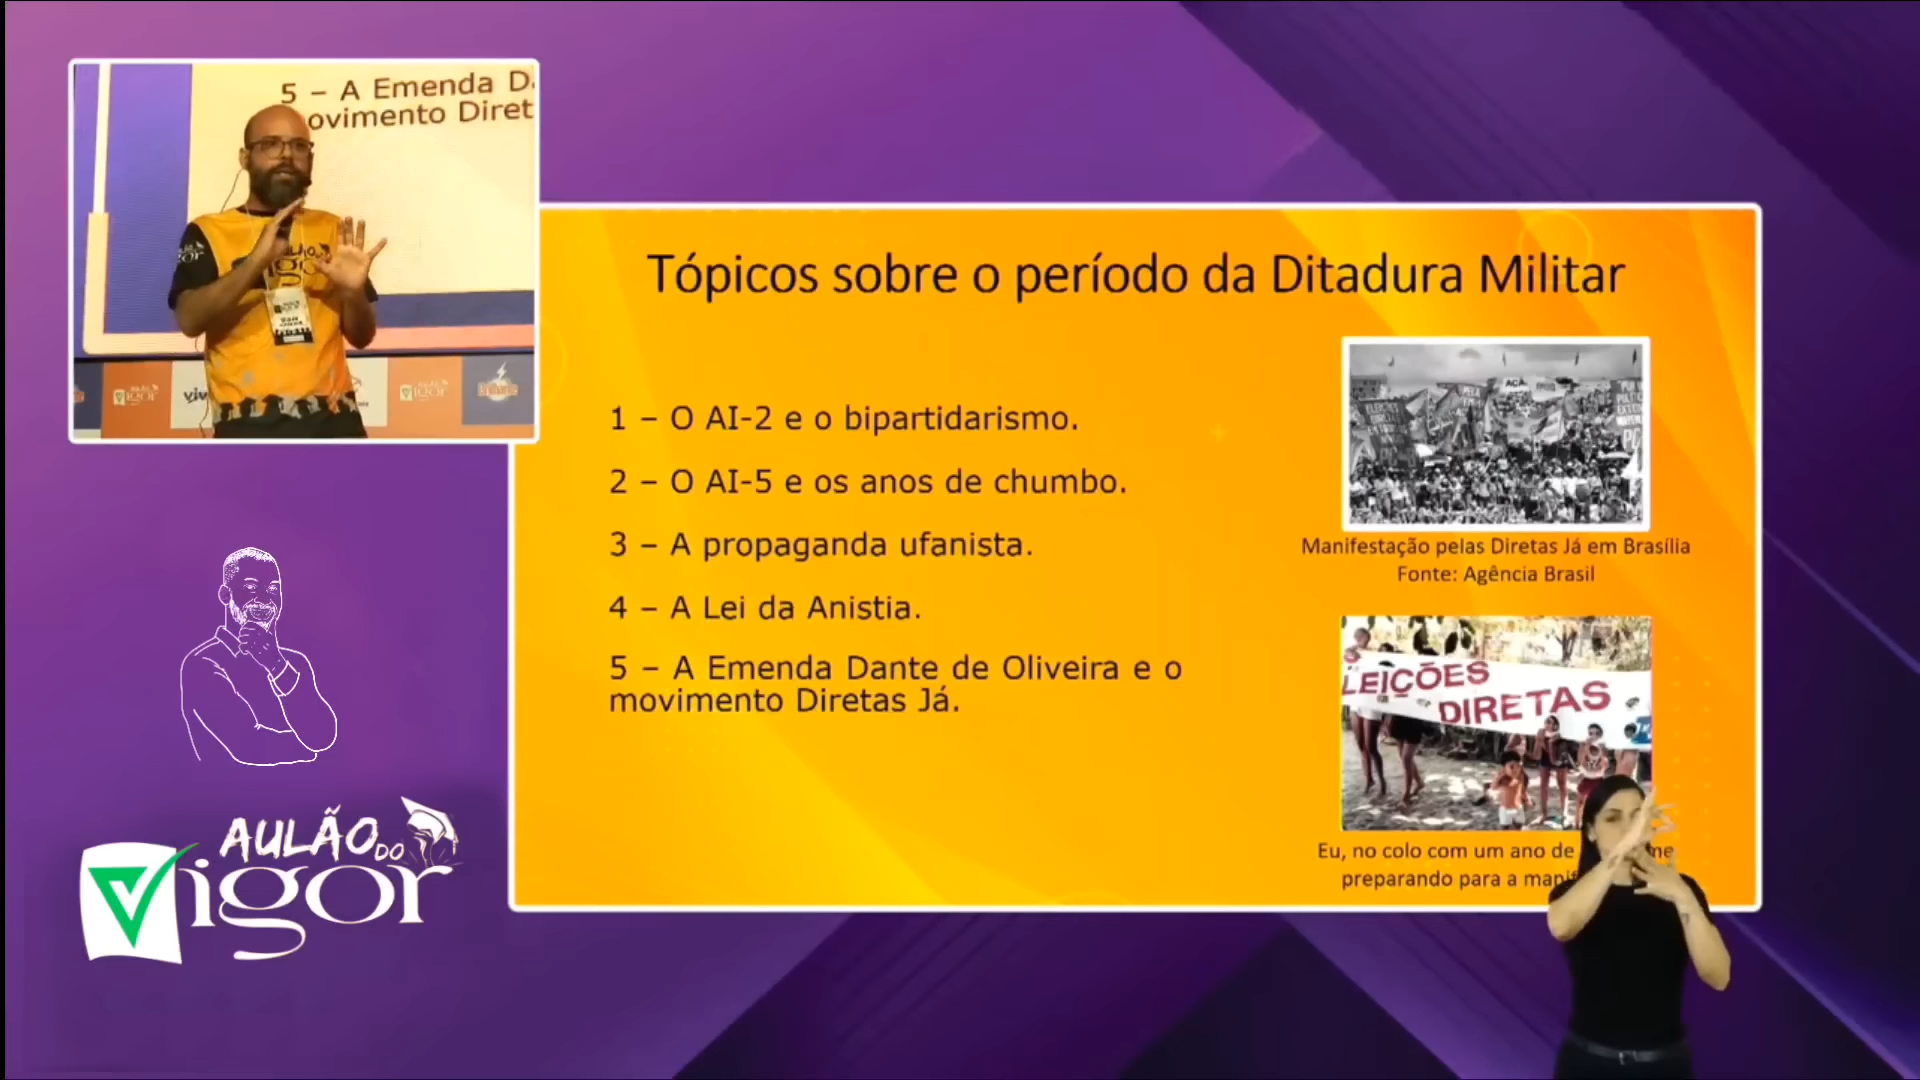 5 – A Emenda D
ovimento Diret
Tópicos sobre o período da Ditadura Militar
1 – O AI-2 e o bipartidarismo.
2 – O AI-5 e os anos de chumbo.
3 – A propaganda ufanista.
4 – A Lei da Anistia.
5 – A Emenda Dante de Oliveira e o
movimento Diretas Já.
Manifestação pelas Diretas Já em Brasília
Fonte: Agência Brasil
LEIÇÕES
DIRETAS
Eu, no colo com um ano de
preparando para a
AULÃO DO
Vigor